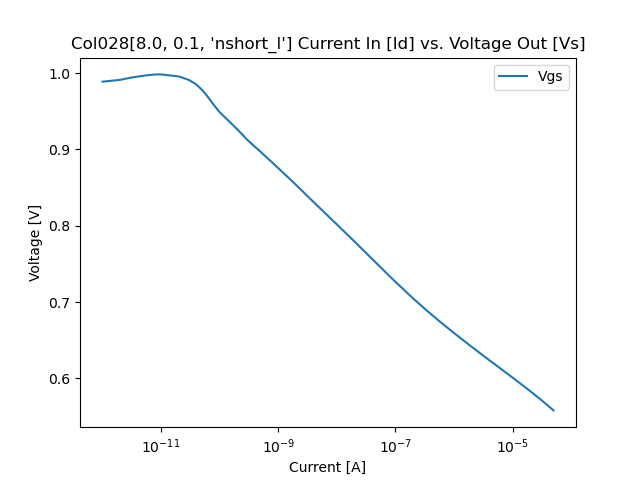 Col028[8.0, 0.1, 'nshort_l'] Current In [Id] vs. Voltage Out [Vs]
Vgs
1.0
0.9
0.8
0.7
0.6
Voltage [V]
10⁻¹¹ 10⁻⁹ 10⁻⁷ 10⁻⁵
Current [A]